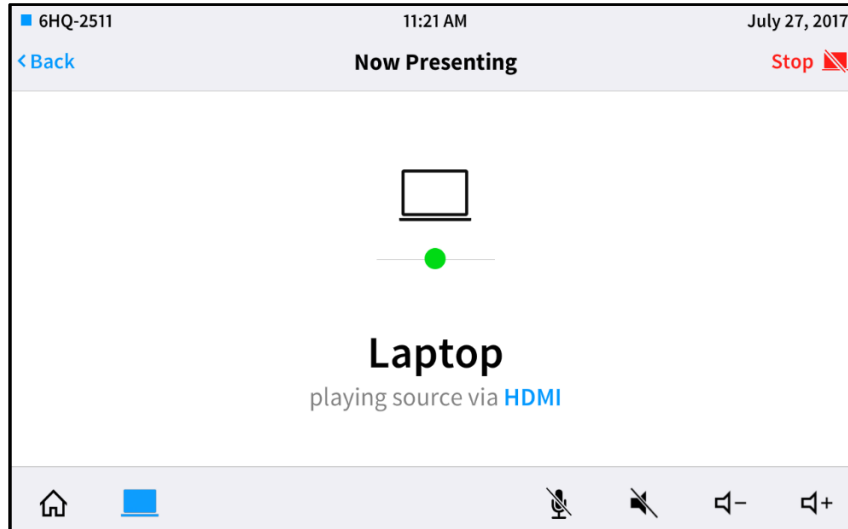 6HQ-2511 11:21 AM July 27, 2017
Back Now Presenting Stop
Laptop
playing source via HDMI